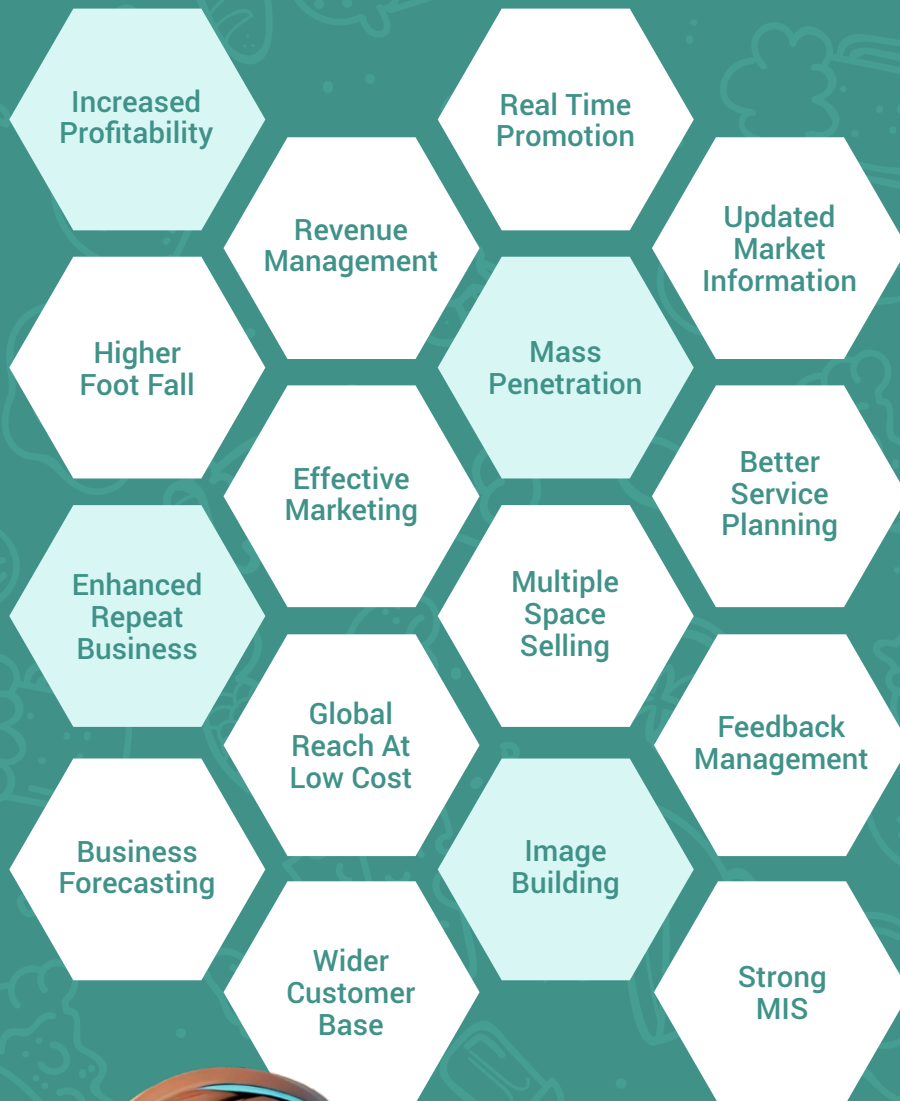 Increased
Profitability
Real Time
Promotion
Revenue
Management
Updated
Market
Information
Higher
Foot Fall
Mass
Penetration
Effective
Marketing
Better
Service
Planning
Enhanced
Repeat
Business
Multiple
Space
Selling
Global
Reach At
Low Cost
Feedback
Management
Business
Forecasting
Image
Building
Wider
Customer
Base
Strong
MIS